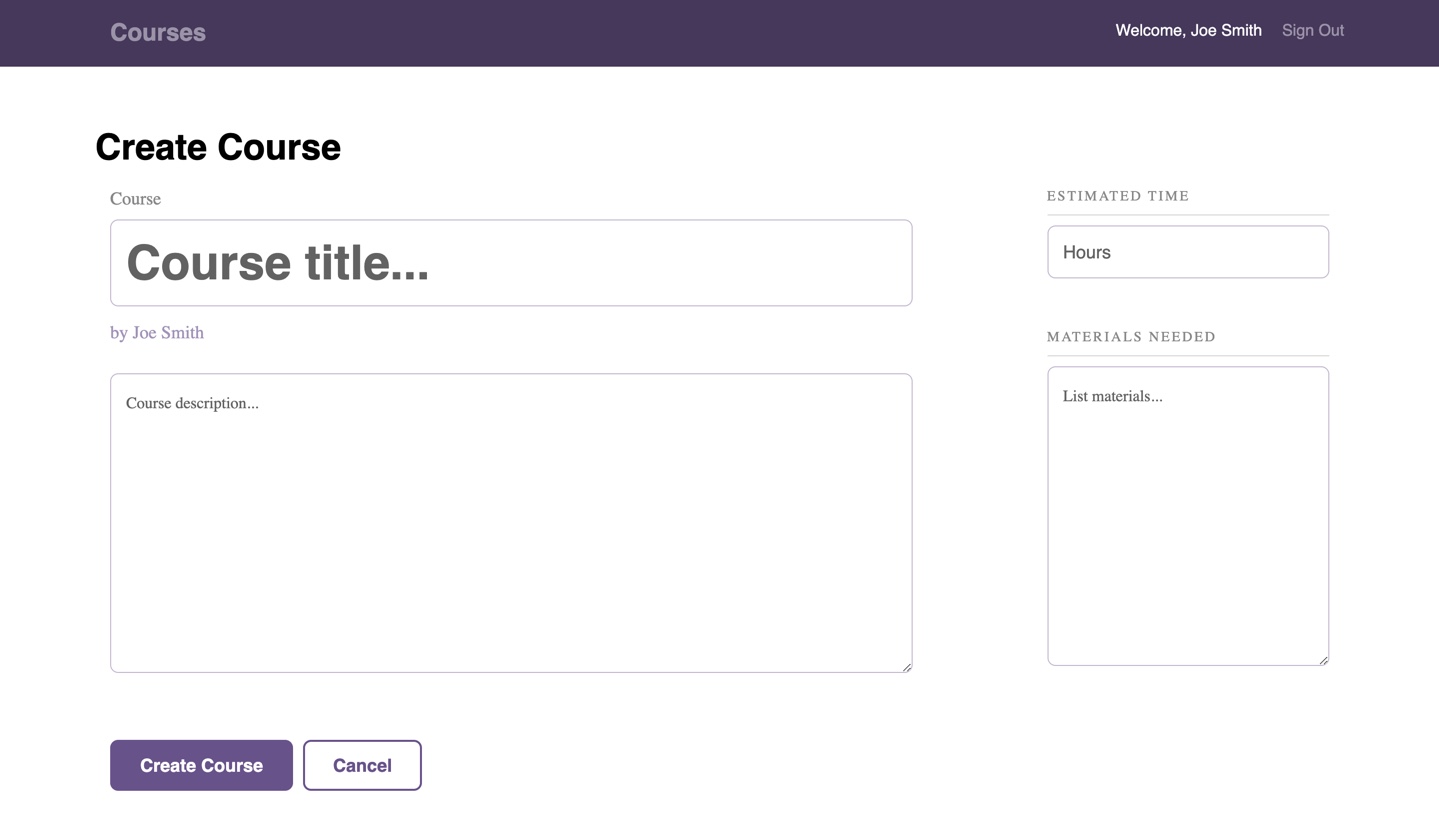 Courses
Welcome, Joe Smith Sign Out
Create Course
Course
Course title...
by Joe Smith
Course description...
ESTIMATED TIME
Hours
MATERIALS NEEDED
List materials...
Create Course
Cancel